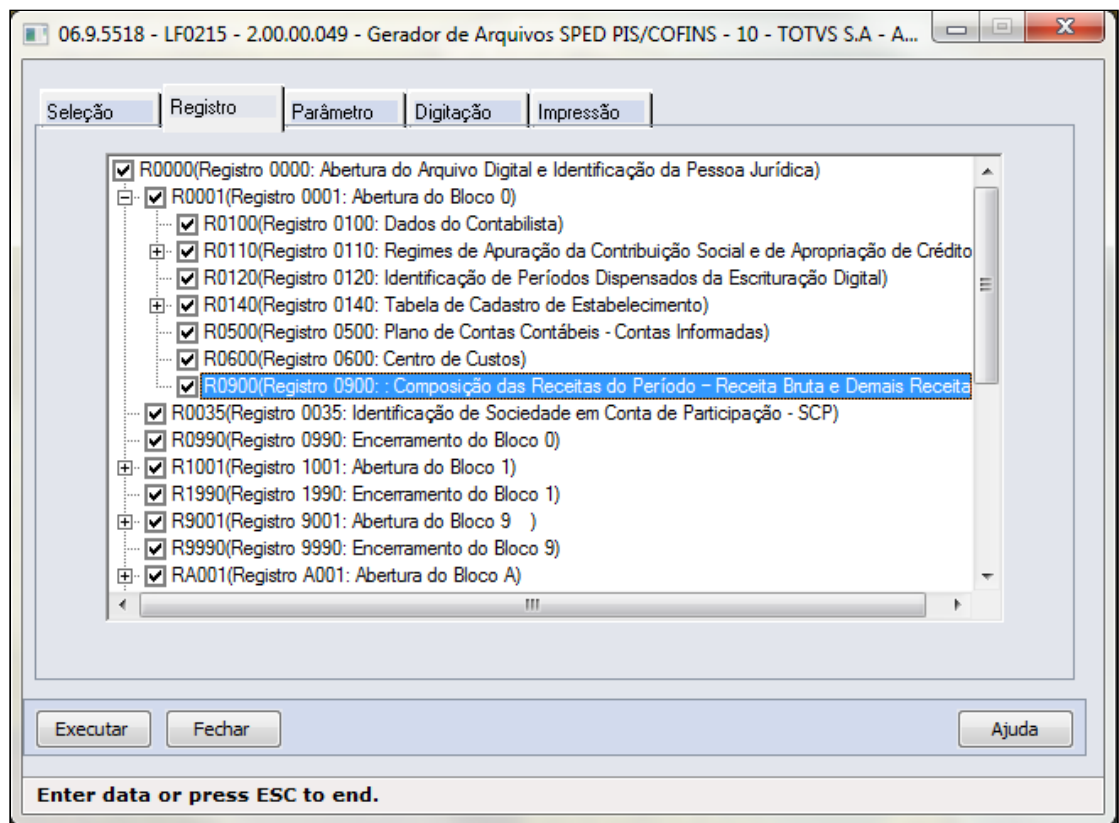 06.9.5518 - LF0215 - 2.00.00.049 - Gerador de Arquivos SPED PIS/COFINS - 10 - TOTVS S.A - A...
Seleção Registro Parâmetro Digitação Impressão
R0000(Registro 0000: Abertura do Arquivo Digital e Identificação da Pessoa Jurídica)
R0001(Registro 0001: Abertura do Bloco 0)
R0100(Registro 0100: Dados do Contabilista)
R0110(Registro 0110: Regimes de Apuração da Contribuição Social e de Apropriação de Crédito
R0120(Registro 0120: Identificação de Períodos Dispensados da Escrituração Digital)
R0140(Registro 0140: Tabela de Cadastro de Estabelecimento)
R0500(Registro 0500: Plano de Contas Contábeis - Contas Informadas)
R0600(Registro 0600: Centro de Custos)
R0900(Registro 0900: : Composição das Receitas do Período – Receita Bruta e Demais Receita
R0035(Registro 0035: Identificação de Sociedade em Conta de Participação - SCP)
R0990(Registro 0990: Encerramento do Bloco 0)
R1001(Registro 1001: Abertura do Bloco 1)
R1990(Registro 1990: Encerramento do Bloco 1)
R9001(Registro 9001: Abertura do Bloco 9 )
R9990(Registro 9990: Encerramento do Bloco 9)
RA001(Registro A001: Abertura do Bloco A)
Executar Fechar Ajuda
Enter data or press ESC to end.